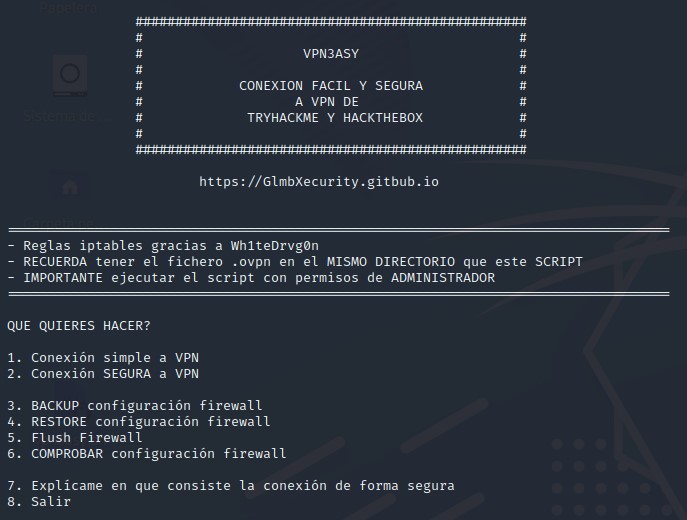 Papelera
##################################################
# #
# VPN3ASY #
# #
# CONEXION FACIL Y SEGURA #
# A VPN DE #
# TRYHACKME Y HACKTHEBOX #
# #
##################################################
https://GlmbXecurity.gitbub.io
===================================================================================
- Reglas iptables gracias a Wh1teDrvg0n
- RECUERDA tener el fichero .ovpn en el MISMO DIRECTORIO que este SCRIPT
- IMPORTANTE ejecutar el script con permisos de ADMINISTRADOR
===================================================================================
QUE QUIERES HACER?
1. Conexión simple a VPN
2. Conexión SEGURA a VPN
3. BACKUP configuración firewall
4. RESTORE configuración firewall
5. Flush Firewall
6. COMPROBAR configuración firewall
7. Explícame en que consiste la conexión de forma segura
8. Salir